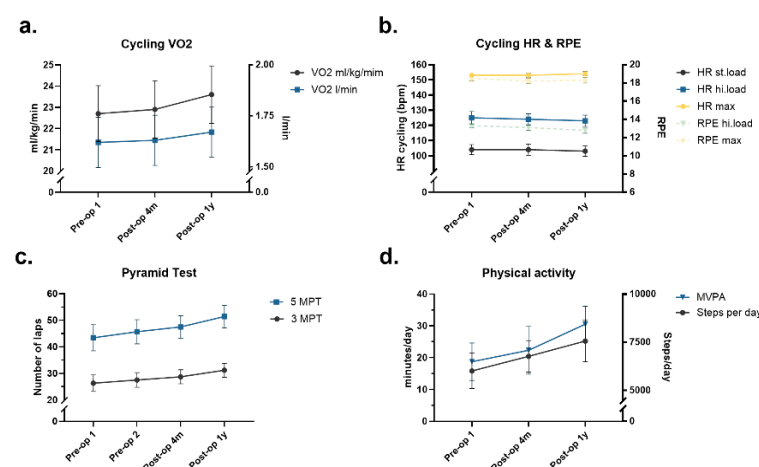 a.
Cycling VO2
25
24
23
22
21
0
ml/kg/min
2.00
1.75
1.50
0.0
l/min
VO2 ml/kg/mim
VO2 l/min
Pre-op 1
Post-op 4m
Post-op 1y
b.
Cycling HR & RPE
160
150
140
130
120
110
100
0
HR cycling (bpm)
20
18
16
14
12
10
8
6
RPE
HR st.load
HR hi.load
HR max
RPE hi.load
RPE max
Pre-op 1
Post-op 4m
Post-op 1y
c.
Pyramid Test
60
50
40
30
20
0
Number of laps
5 MPT
3 MPT
Pre-op 1
Pre-op 2
Post-op 4m
Post-op 1y
d.
Physical activity
40
30
20
10
0
minutes/day
10000
7500
5000
0
Steps/day
MVPA
Steps per day
Pre-op 1
Post-op 4m
Post-op 1y